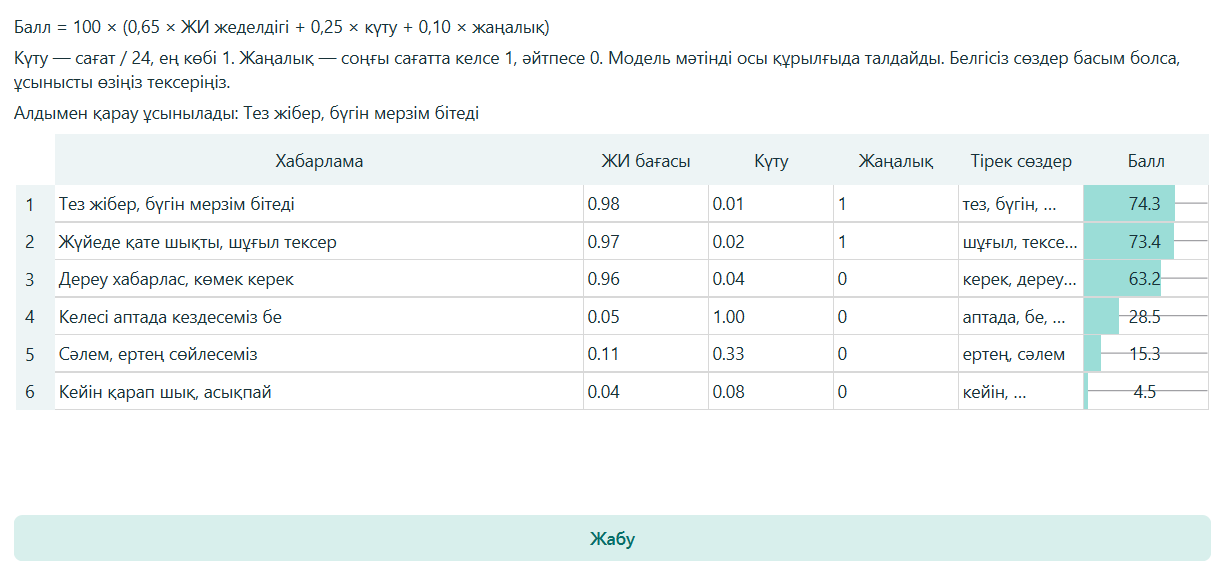 Балл = 100 × (0,65 × ЖИ жеделдігі + 0,25 × күту + 0,10 × жаңалық)
Күту — сағат / 24, ең көбі 1. Жаңалық — соңғы сағатта келсе 1, әйтпесе 0. Модель мәтінді осы құрылғыда талдайды. Белгісіз сөздер басым болса,
ұсынысты өзіңіз тексеріңіз.
Алдымен қарау ұсынылады: Тез жібер, бүгін мерзім бітеді
Хабарлама ЖИ бағасы Күту Жаңалық Тірек сөздер Балл
1 Тез жібер, бүгін мерзім бітеді 0.98 0.01 1 тез, бүгін, ... 74.3
2 Жүйеде қате шықты, шұғыл тексер 0.97 0.02 1 шұғыл, тексе... 73.4
3 Дереу хабарлас, көмек керек 0.96 0.04 0 керек, дереу... 63.2
4 Келесі аптада кездесеміз бе 0.05 1.00 0 аптада, бе, ... 28.5
5 Сәлем, ертең сөйлесеміз 0.11 0.33 0 ертең, сәлем 15.3
6 Кейін қарап шық, асықпай 0.04 0.08 0 кейін, ... 4.5
Жабу